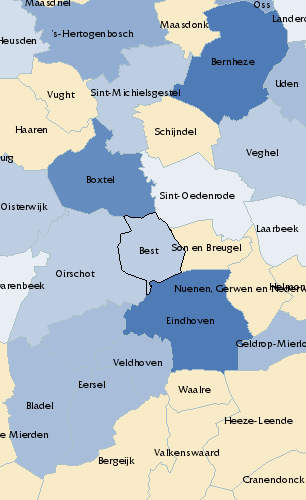 Maasdriel
Oss
Maasdonk
Landerd
's-Hertogenbosch
Heusden
Bernheze
Uden
Sint-Michielsgestel
Vught
Haaren
Schijndel
Veghel
Boxtel
Sint-Oedenrode
Oisterwijk
Laarbeek
Son en Breugel
Best
Oirschot
arenbeek
Nuenen, Gerwen en Nederw
Helmon
Eindhoven
Geldrop-Mierlo
Veldhoven
Eersel
Waalre
Bladel
Heeze-Leende
e Mierden
Valkenswaard
Bergeijk
Cranendonck